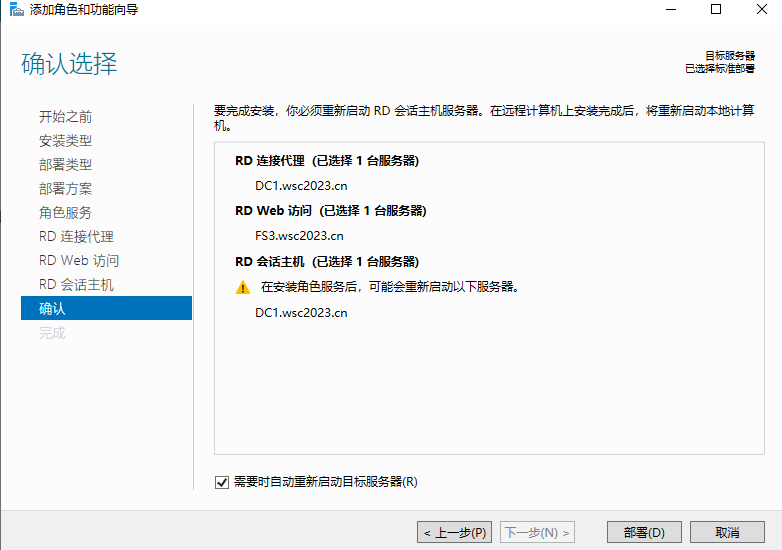 添加角色和功能向导
确认选择
目标服务器
已选择标准部署
开始之前
安装类型
部署类型
部署方案
角色服务
RD 连接代理
RD Web 访问
RD 会话主机
确认
完成
要完成安装，你必须重新启动 RD 会话主机服务器。在远程计算机上安装完成后，将重新启动本地计算
机。
RD 连接代理 (已选择 1 台服务器)
DC1.wsc2023.cn
RD Web 访问 (已选择 1 台服务器)
FS3.wsc2023.cn
RD 会话主机 (已选择 1 台服务器)
在安装角色服务后，可能会重新启动以下服务器。
DC1.wsc2023.cn
需要时自动重新启动目标服务器(R)
< 上一步(P)
下一步(N) >
部署(D)
取消